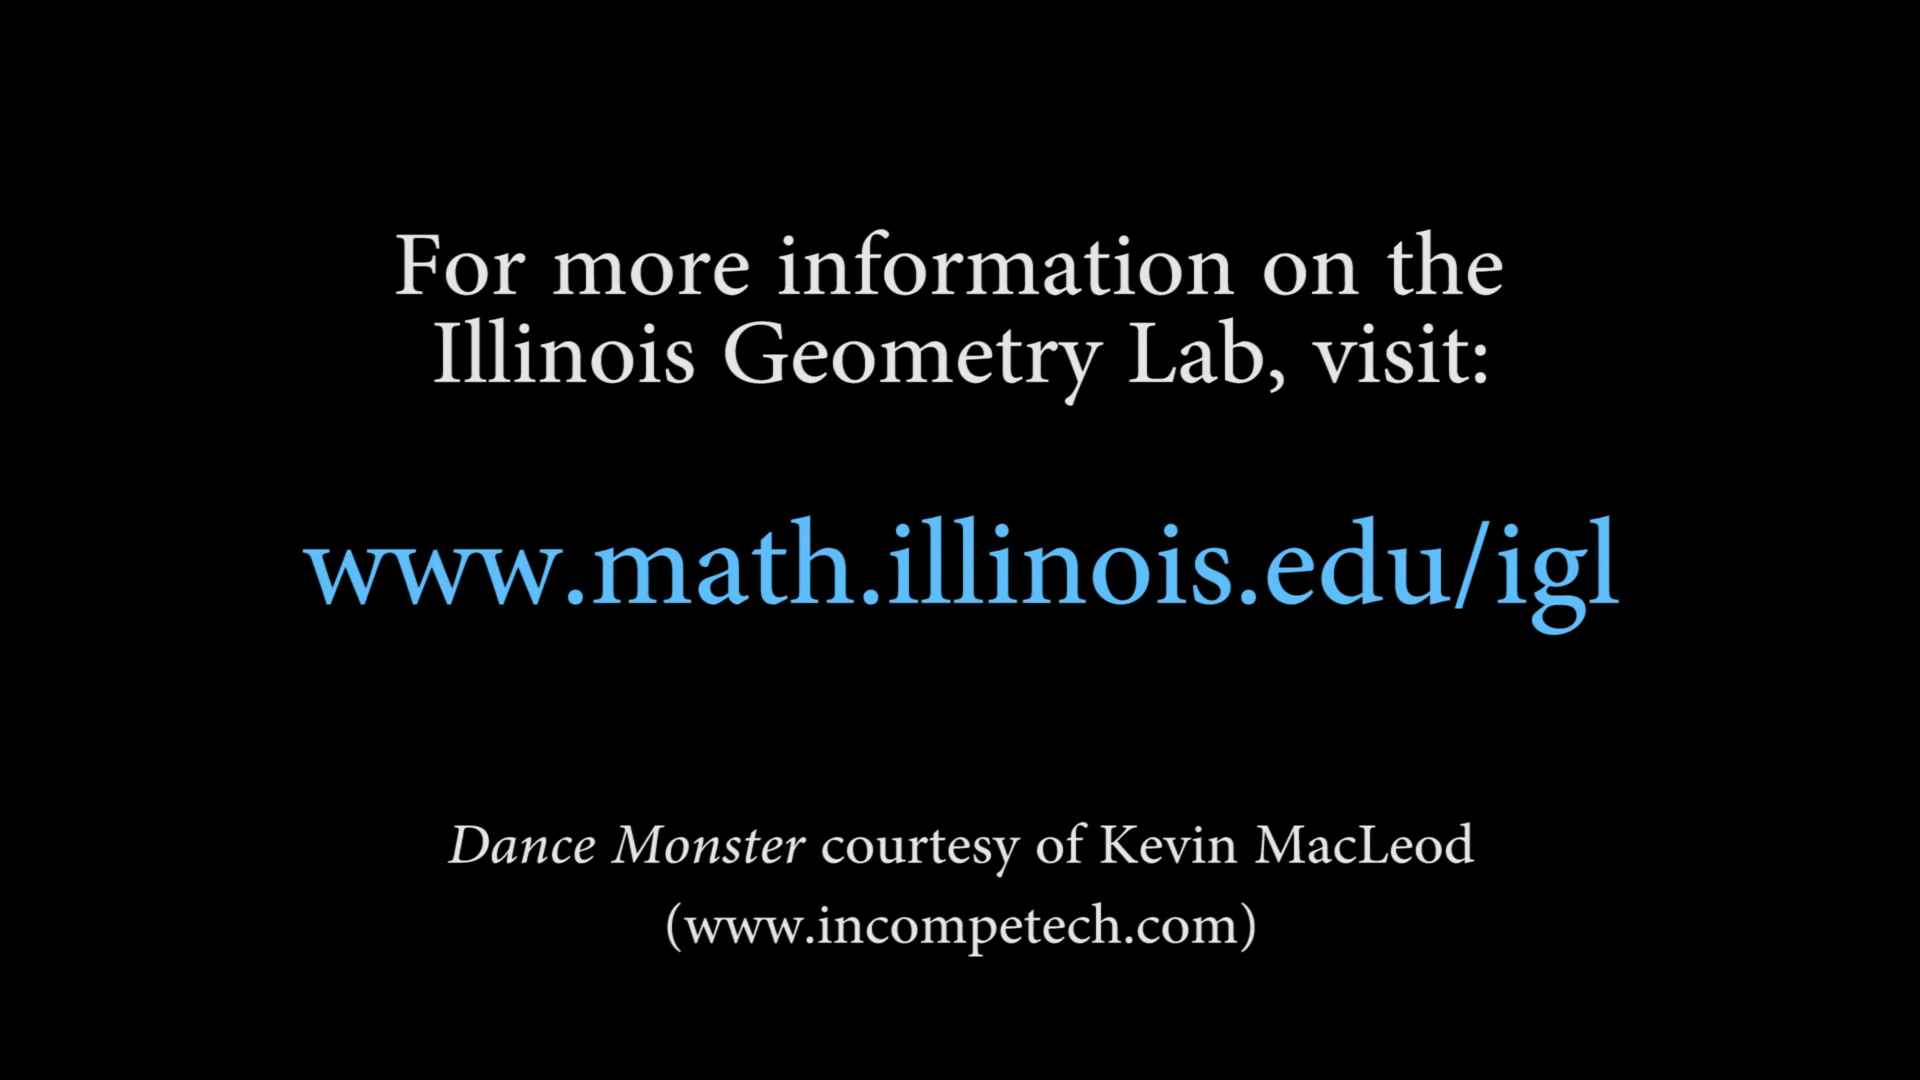 For more information on the
Illinois Geometry Lab, visit:
www.math.illinois.edu/igl
Dance Monster courtesy of Kevin MacLeod
(www.incompetech.com)